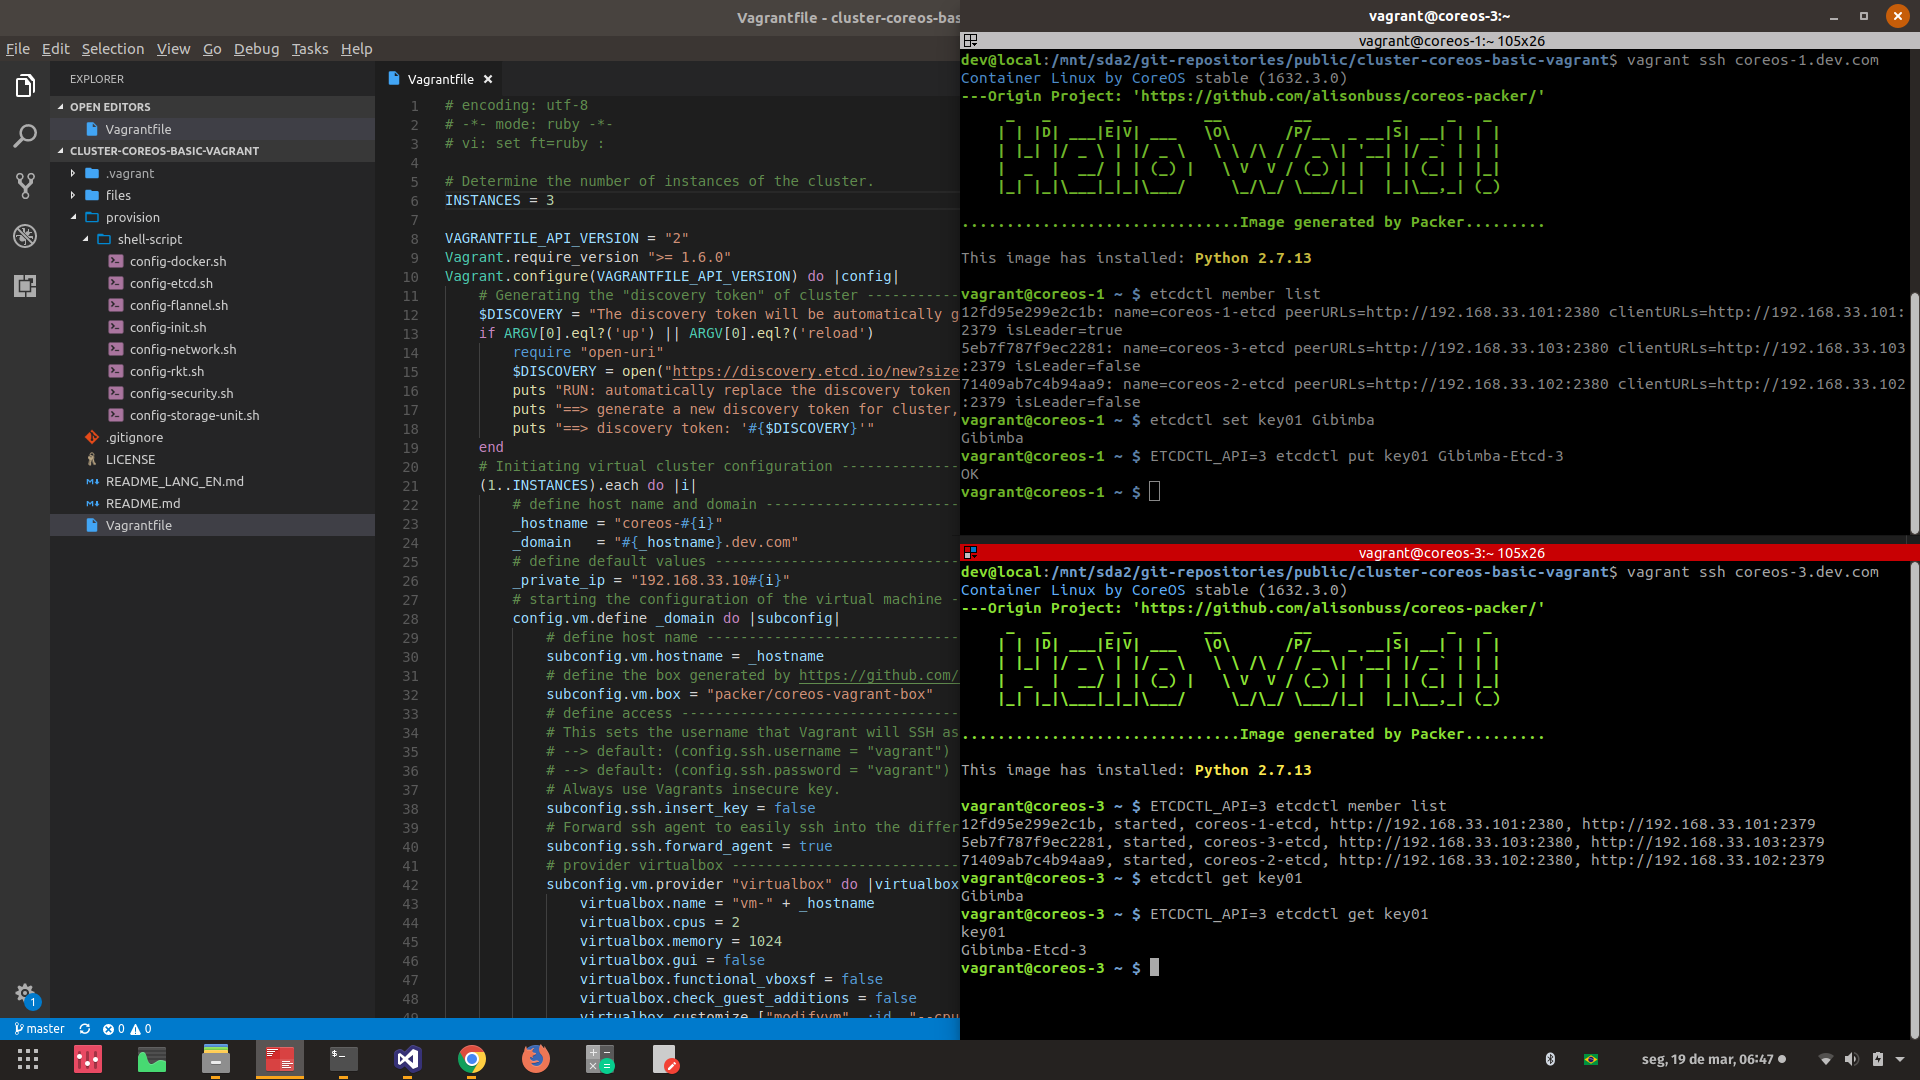 Vagrantfile - cluster-coreos-bas
File Edit Selection View Go Debug Tasks Help
EXPLORER
OPEN EDITORS
Vagrantfile
CLUSTER-COREOS-BASIC-VAGRANT
.vagrant
files
provision
shell-script
config-docker.sh
config-etcd.sh
config-flannel.sh
config-init.sh
config-network.sh
config-rkt.sh
config-security.sh
config-storage-unit.sh
.gitignore
LICENSE
README_LANG_EN.md
README.md
Vagrantfile
Vagrantfile ×
1 # encoding: utf-8
2 # -*- mode: ruby -*-
3 # vi: set ft=ruby :
4
5 # Determine the number of instances of the cluster.
6 INSTANCES = 3
7
8 VAGRANTFILE_API_VERSION = "2"
9 Vagrant.require_version ">= 1.6.0"
10 Vagrant.configure(VAGRANTFILE_API_VERSION) do |config|
11 # Generating the "discovery token" of cluster -----------
12 $DISCOVERY = "The discovery token will be automatically g
13 if ARGV[0].eql?('up') || ARGV[0].eql?('reload')
14 require "open-uri"
15 $DISCOVERY = open("https://discovery.etcd.io/new?size
16 puts "RUN: automatically replace the discovery token
17 puts "==> generate a new discovery token for cluster,
18 puts "==> discovery token: '#{$DISCOVERY}'"
19 end
20 # Initiating virtual cluster configuration --------------
21 (1..INSTANCES).each do |i|
22 # define host name and domain -----------------------
23 _hostname = "coreos-#{i}"
24 _domain   = "#{_hostname}.dev.com"
25 # define default values -----------------------------
26 _private_ip = "192.168.33.10#{i}"
27 # starting the configuration of the virtual machine -
28 config.vm.define _domain do |subconfig|
29 # define host name ------------------------------
30 subconfig.vm.hostname = _hostname
31 # define the box generated by https://github.com/
32 subconfig.vm.box = "packer/coreos-vagrant-box"
33 # define access ---------------------------------
34 # This sets the username that Vagrant will SSH as
35 # --> default: (config.ssh.username = "vagrant")
36 # --> default: (config.ssh.password = "vagrant")
37 # Always use Vagrants insecure key.
38 subconfig.ssh.insert_key = false
39 # Forward ssh agent to easily ssh into the differ
40 subconfig.ssh.forward_agent = true
41 # provider virtualbox ---------------------------
42 subconfig.vm.provider "virtualbox" do |virtualbox
43 virtualbox.name = "vm-" + _hostname
44 virtualbox.cpus = 2
45 virtualbox.memory = 1024
46 virtualbox.gui = false
47 virtualbox.functional_vboxsf = false
48 virtualbox.check_guest_additions = false
49 virtualbox.customize ["modifyvm", :id, "--cpu
master 0 0
1
vagrant@coreos-3:~
vagrant@coreos-1:~ 105x26
dev@local:/mnt/sda2/git-repositories/public/cluster-coreos-basic-vagrant$ vagrant ssh coreos-1.dev.com
Container Linux by CoreOS stable (1632.3.0)
---Origin Project: 'https://github.com/alisonbuss/coreos-packer/'
Hello World!
...............................Image generated by Packer.........
This image has installed: Python 2.7.13
vagrant@coreos-1 ~ $ etcdctl member list
12fd95e299e2c1b: name=coreos-1-etcd peerURLs=http://192.168.33.101:2380 clientURLs=http://192.168.33.101:
2379 isLeader=true
5eb7f787f9ec2281: name=coreos-3-etcd peerURLs=http://192.168.33.103:2380 clientURLs=http://192.168.33.103
:2379 isLeader=false
71409ab7c4b94aa9: name=coreos-2-etcd peerURLs=http://192.168.33.102:2380 clientURLs=http://192.168.33.102
:2379 isLeader=false
vagrant@coreos-1 ~ $ etcdctl set key01 Gibimba
Gibimba
vagrant@coreos-1 ~ $ ETCDCTL_API=3 etcdctl put key01 Gibimba-Etcd-3
OK
vagrant@coreos-1 ~ $
vagrant@coreos-3:~ 105x26
dev@local:/mnt/sda2/git-repositories/public/cluster-coreos-basic-vagrant$ vagrant ssh coreos-3.dev.com
Container Linux by CoreOS stable (1632.3.0)
---Origin Project: 'https://github.com/alisonbuss/coreos-packer/'
Hello World!
...............................Image generated by Packer.........
This image has installed: Python 2.7.13
vagrant@coreos-3 ~ $ ETCDCTL_API=3 etcdctl member list
12fd95e299e2c1b, started, coreos-1-etcd, http://192.168.33.101:2380, http://192.168.33.101:2379
5eb7f787f9ec2281, started, coreos-3-etcd, http://192.168.33.103:2380, http://192.168.33.103:2379
71409ab7c4b94aa9, started, coreos-2-etcd, http://192.168.33.102:2380, http://192.168.33.102:2379
vagrant@coreos-3 ~ $ etcdctl get key01
Gibimba
vagrant@coreos-3 ~ $ ETCDCTL_API=3 etcdctl get key01
key01
Gibimba-Etcd-3
vagrant@coreos-3 ~ $
seg, 19 de mar, 06:47